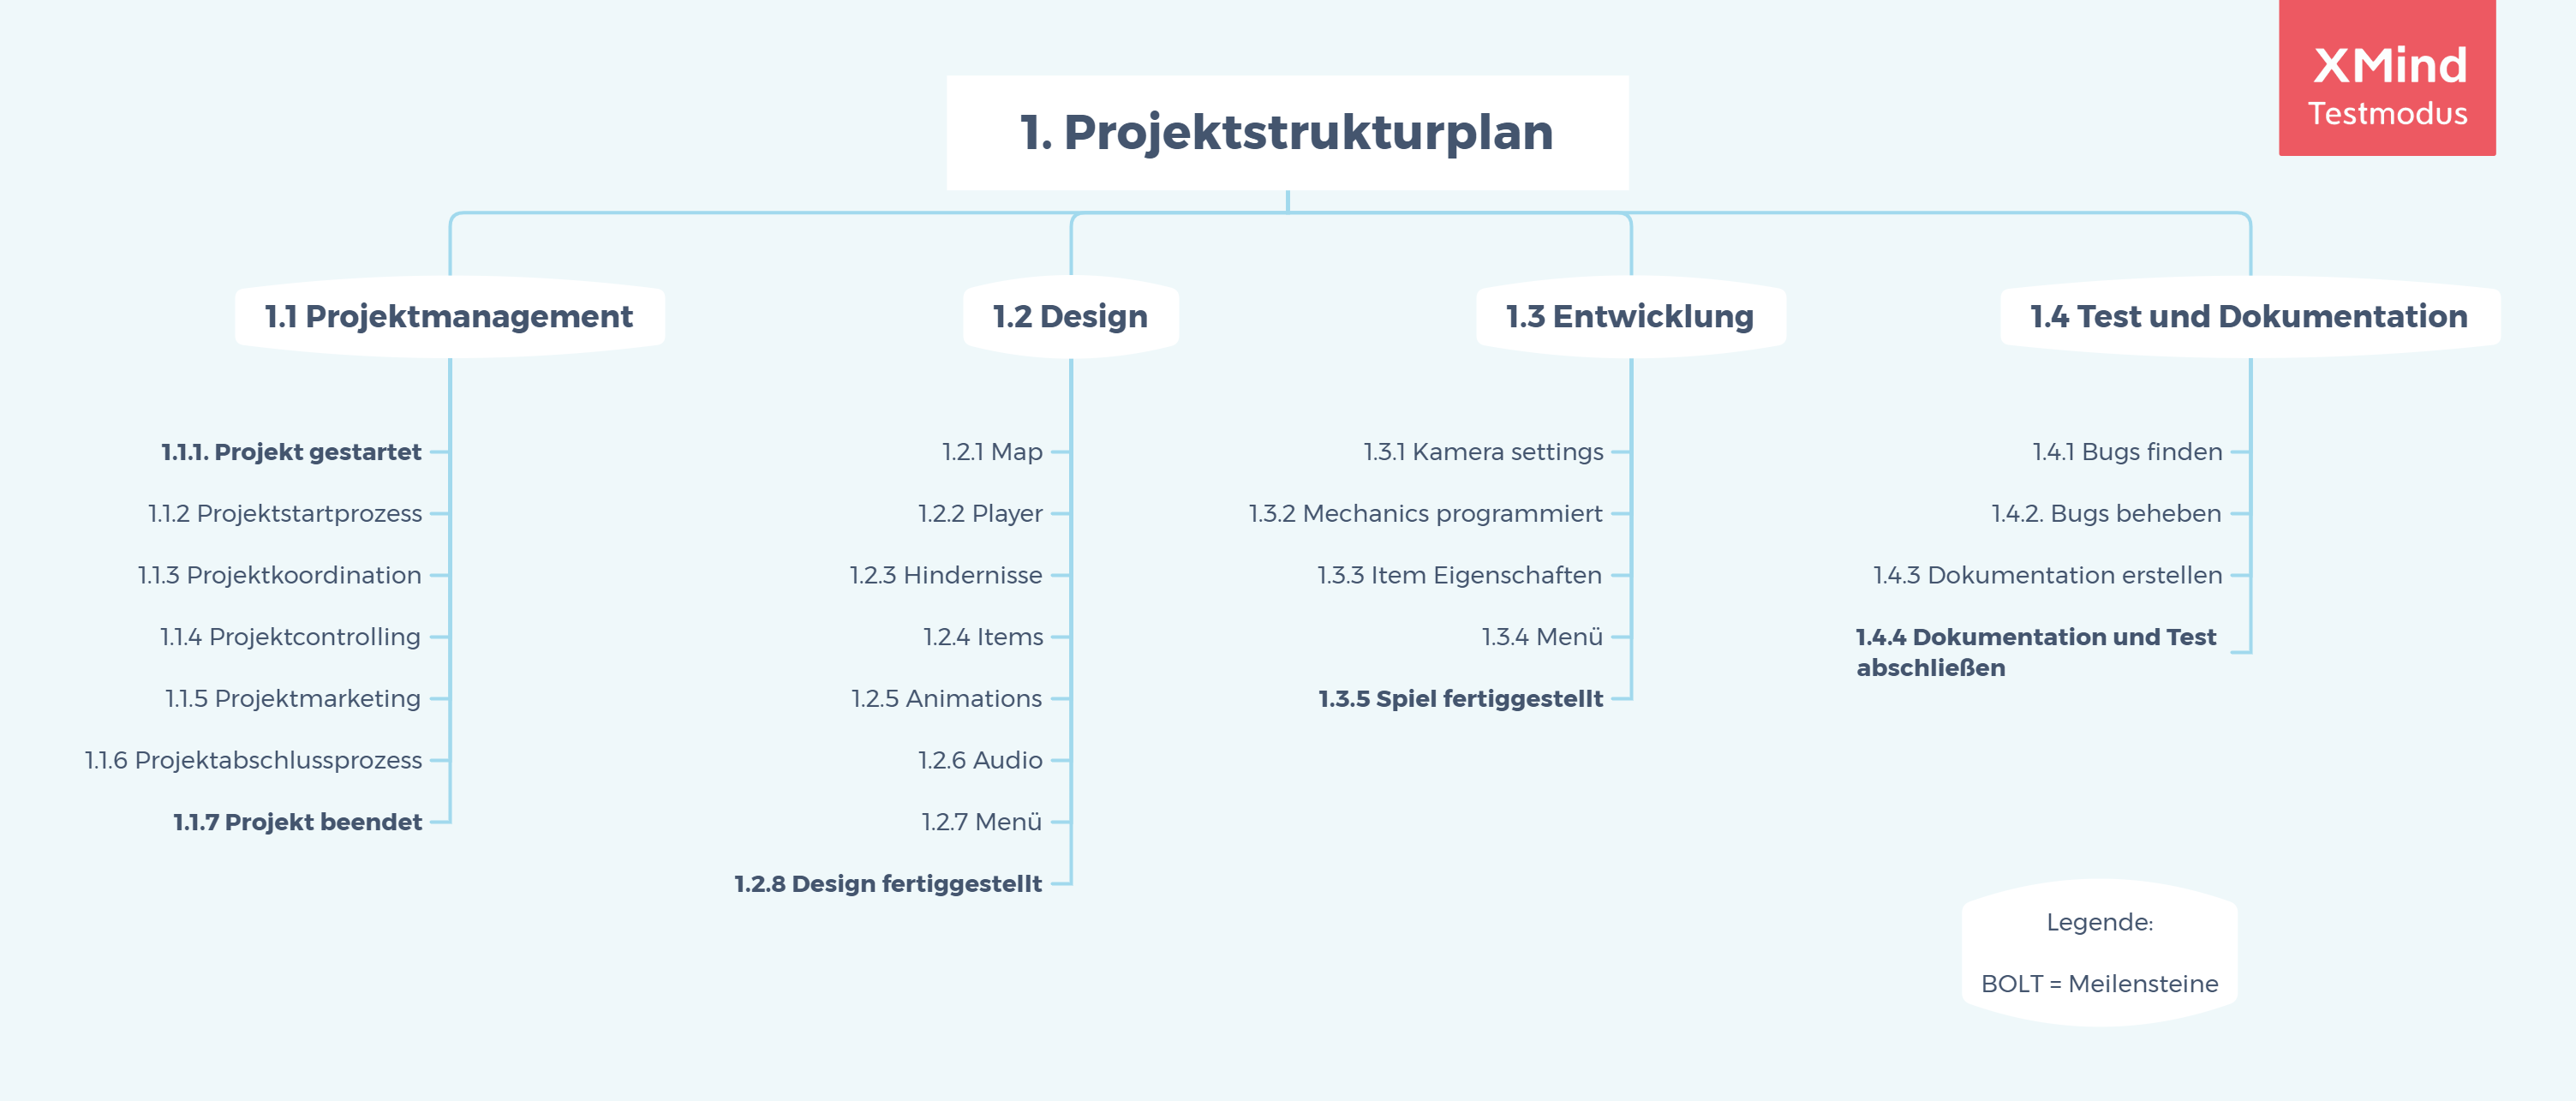 XMind
Testmodus
1. Projektstrukturplan
1.1 Projektmanagement
1.1.1. Projekt gestartet
1.1.2 Projektstartprozess
1.1.3 Projektkoordination
1.1.4 Projektcontrolling
1.1.5 Projektmarketing
1.1.6 Projektabschlussprozess
1.1.7 Projekt beendet
1.2 Design
1.2.1 Map
1.2.2 Player
1.2.3 Hindernisse
1.2.4 Items
1.2.5 Animations
1.2.6 Audio
1.2.7 Menü
1.2.8 Design fertiggestellt
1.3 Entwicklung
1.3.1 Kamera settings
1.3.2 Mechanics programmiert
1.3.3 Item Eigenschaften
1.3.4 Menü
1.3.5 Spiel fertiggestellt
1.4 Test und Dokumentation
1.4.1 Bugs finden
1.4.2. Bugs beheben
1.4.3 Dokumentation erstellen
1.4.4 Dokumentation und Test
abschließen
Legende:
BOLT = Meilensteine